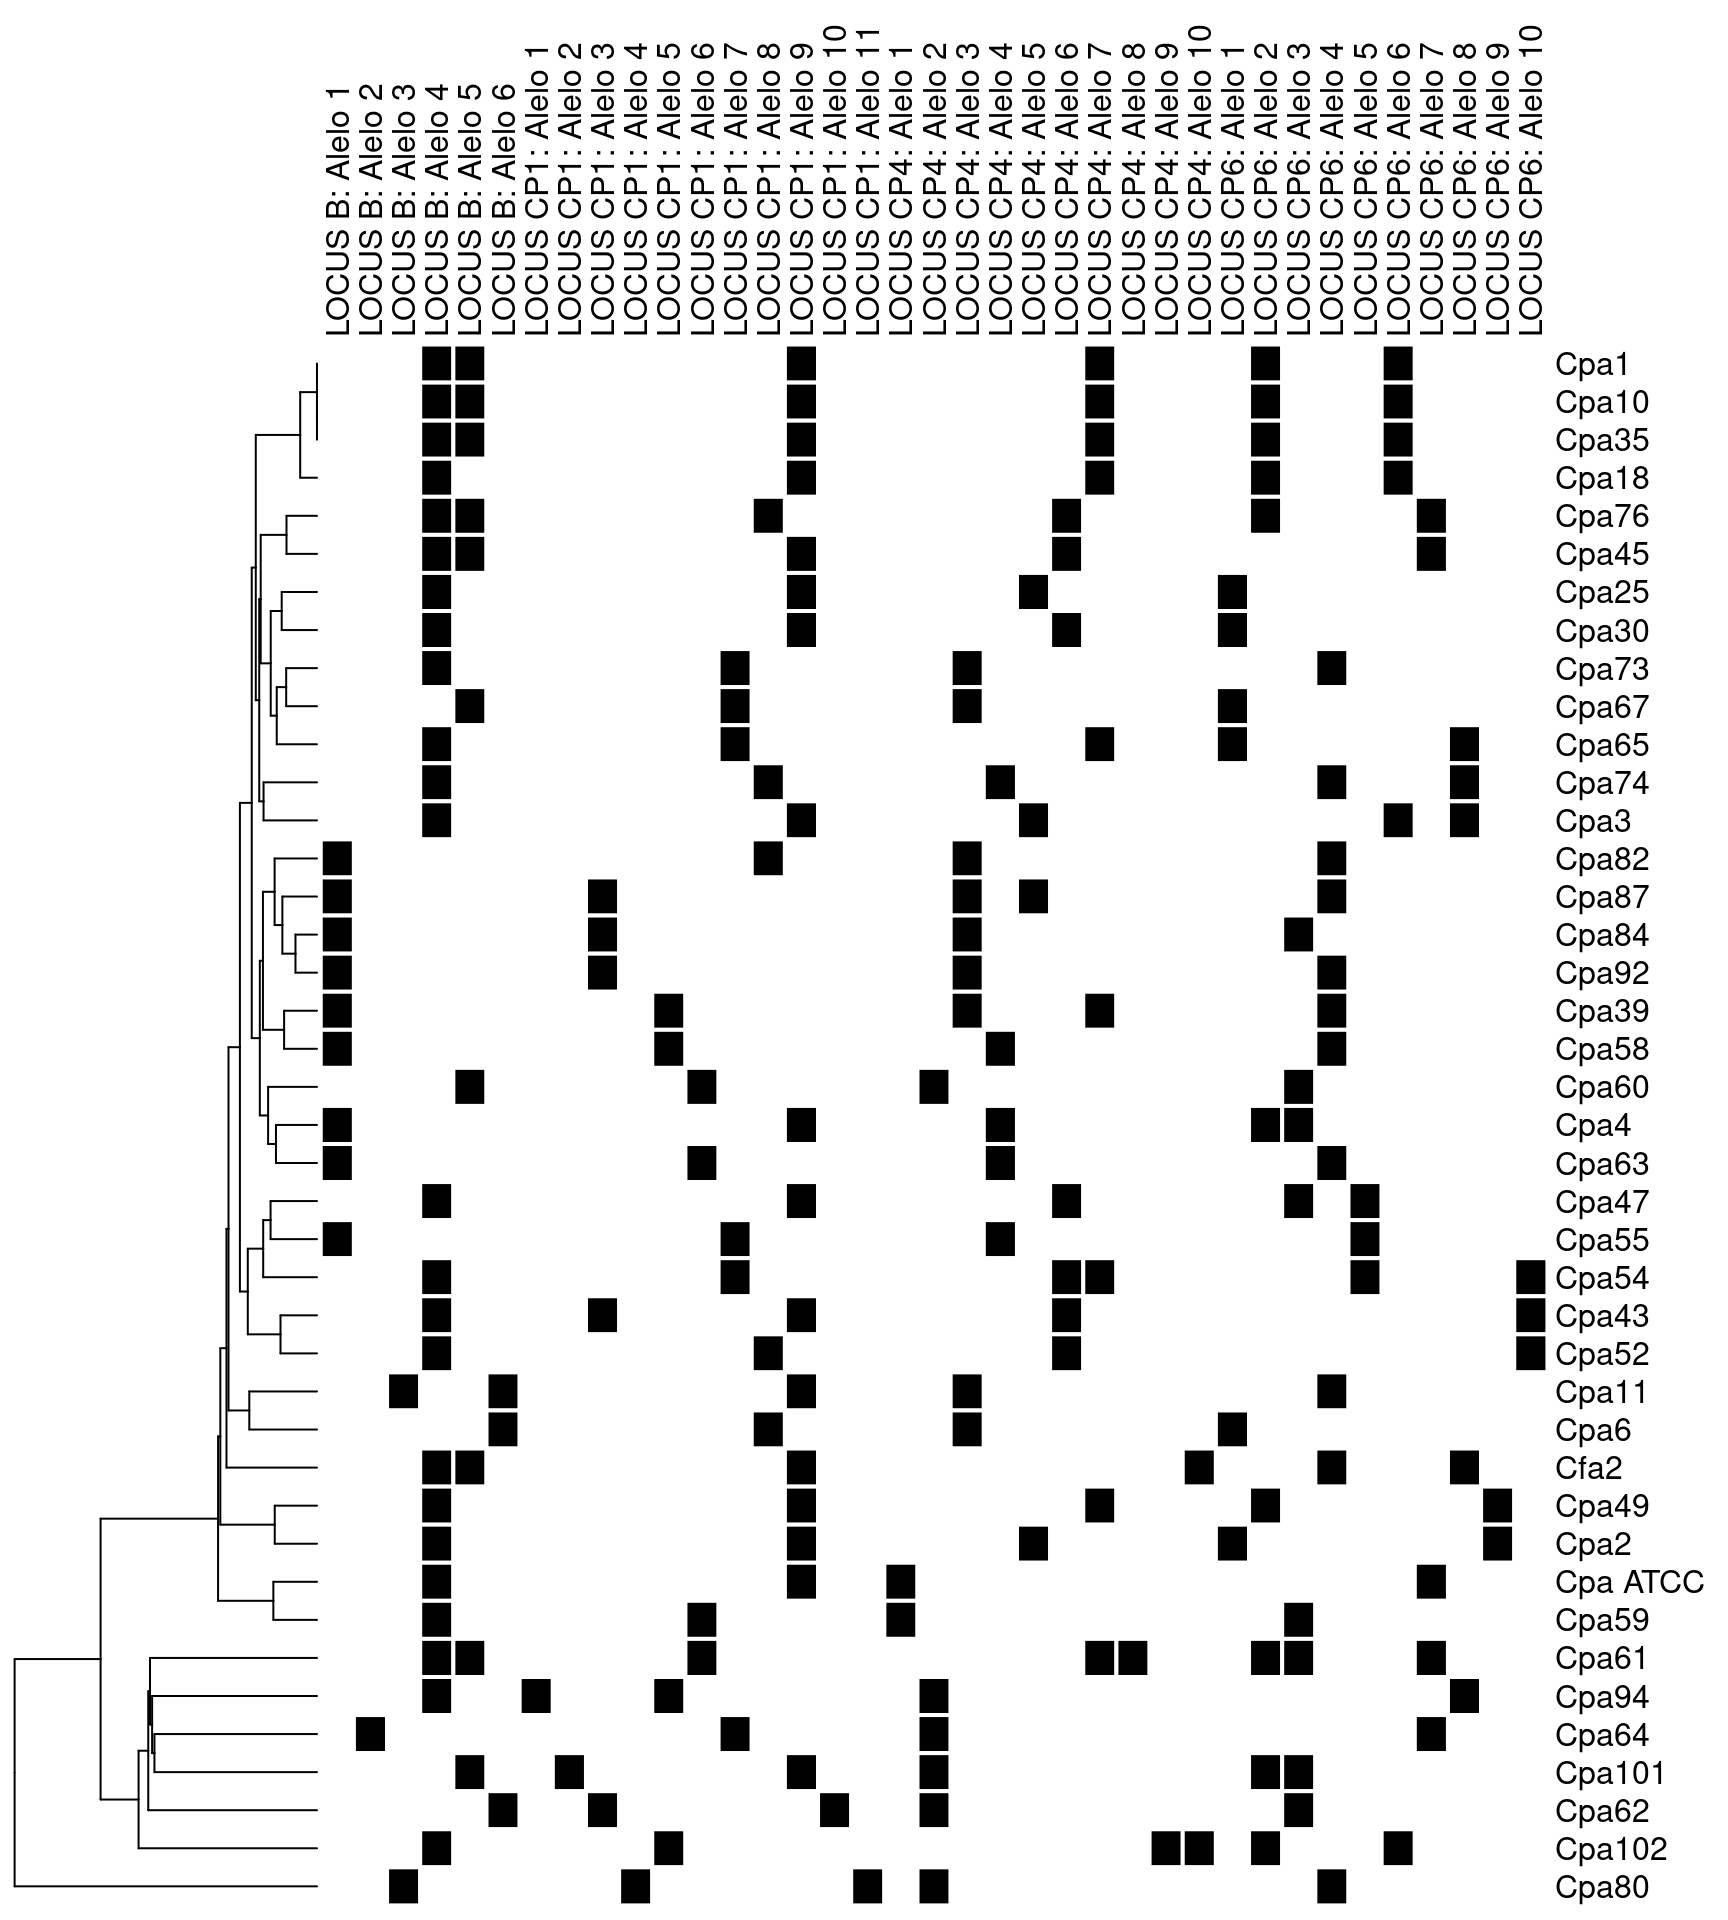 LOCUS B: Alelo 1
LOCUS B: Alelo 2
LOCUS B: Alelo 3
LOCUS B: Alelo 4
LOCUS B: Alelo 5
LOCUS B: Alelo 6
LOCUS CP1: Alelo 1
LOCUS CP1: Alelo 2
LOCUS CP1: Alelo 3
LOCUS CP1: Alelo 4
LOCUS CP1: Alelo 5
LOCUS CP1: Alelo 6
LOCUS CP1: Alelo 7
LOCUS CP1: Alelo 8
LOCUS CP1: Alelo 9
LOCUS CP1: Alelo 10
LOCUS CP1: Alelo 11
LOCUS CP4: Alelo 1
LOCUS CP4: Alelo 2
LOCUS CP4: Alelo 3
LOCUS CP4: Alelo 4
LOCUS CP4: Alelo 5
LOCUS CP4: Alelo 6
LOCUS CP4: Alelo 7
LOCUS CP4: Alelo 8
LOCUS CP4: Alelo 9
LOCUS CP4: Alelo 10
LOCUS CP6: Alelo 1
LOCUS CP6: Alelo 2
LOCUS CP6: Alelo 3
LOCUS CP6: Alelo 4
LOCUS CP6: Alelo 5
LOCUS CP6: Alelo 6
LOCUS CP6: Alelo 7
LOCUS CP6: Alelo 8
LOCUS CP6: Alelo 9
LOCUS CP6: Alelo 10
Cpa1
Cpa10
Cpa35
Cpa18
Cpa76
Cpa45
Cpa25
Cpa30
Cpa73
Cpa67
Cpa65
Cpa74
Cpa3
Cpa82
Cpa87
Cpa84
Cpa92
Cpa39
Cpa58
Cpa60
Cpa4
Cpa63
Cpa47
Cpa55
Cpa54
Cpa43
Cpa52
Cpa11
Cpa6
Cfa2
Cpa49
Cpa2
Cpa ATCC
Cpa59
Cpa61
Cpa94
Cpa64
Cpa101
Cpa62
Cpa102
Cpa80